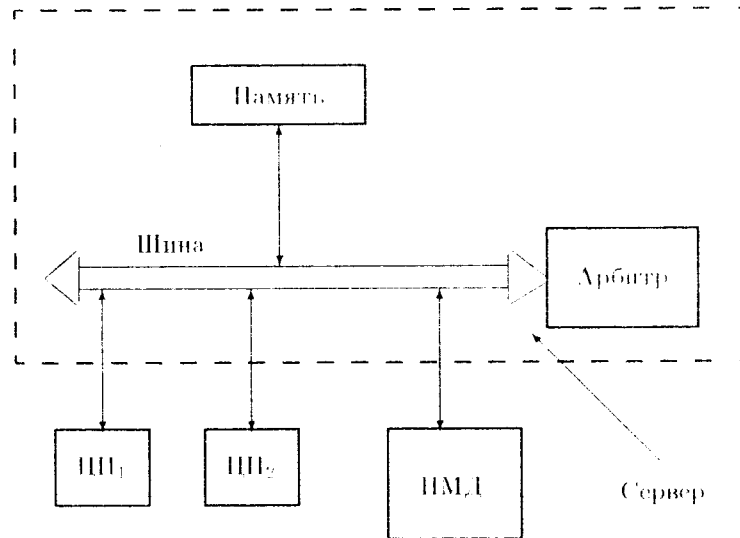 Память
Шина
Арбитр
ЦП1
ЦП2
НМД
Сервер